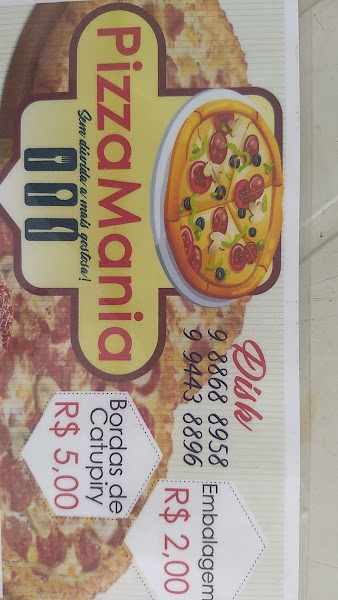 PizzaMania
Sem dúvida a mais gostosa!
Disk
9 8868 8958
9 9443 8896
Embalagem
R$ 2,00
Bordas de
Catupiry
R$ 5,00